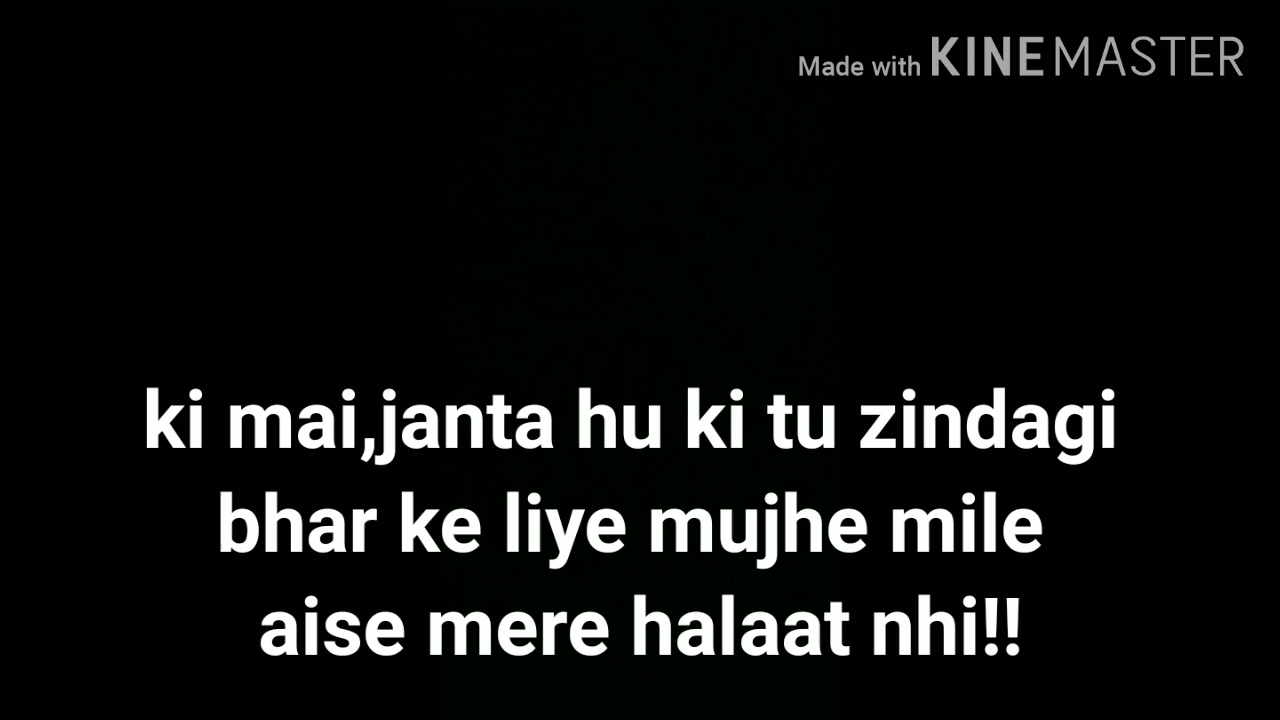 Made with KINEMASTER
ki mai,janta hu ki tu zindagi
bhar ke liye mujhe mile
aise mere halaat nhi!!